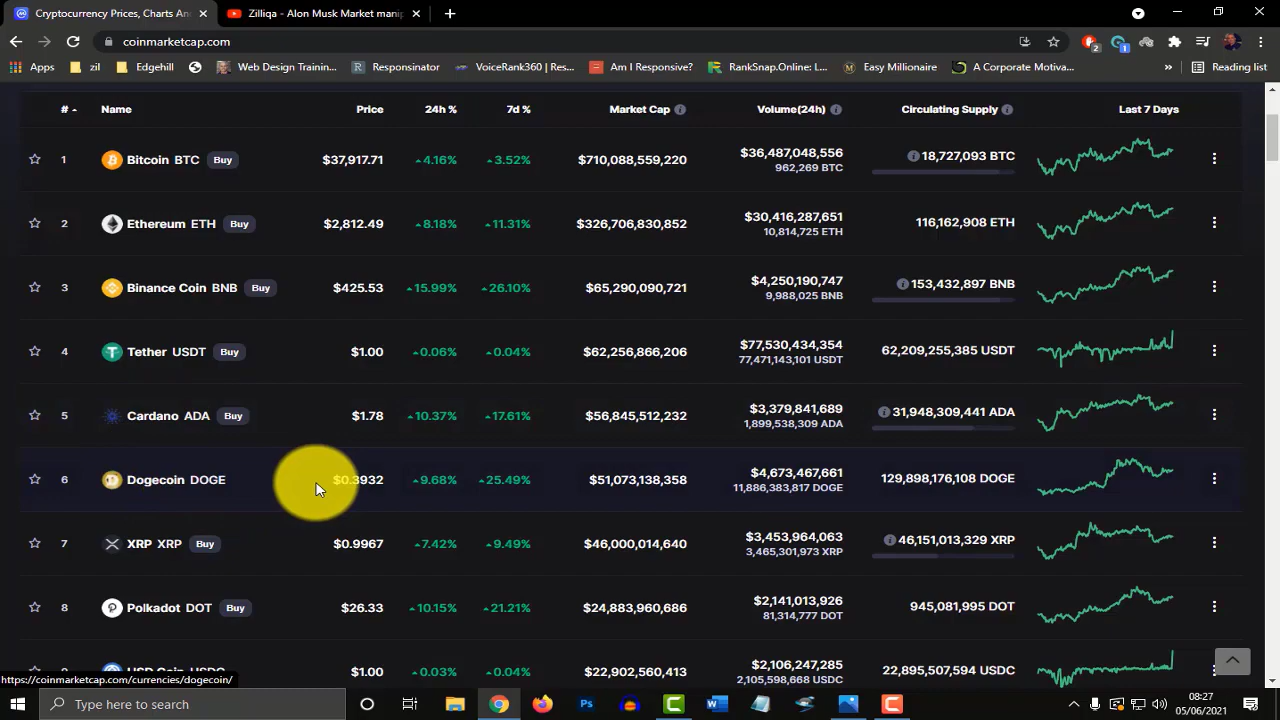 Cryptocurrency Prices, Charts And
Zilliqa - Alon Musk Market mani
coinmarketcap.com
2
1
Apps
zil
Edgehill
Web Design Trainin...
Responsinator
VoiceRank360 | Res...
Am I Responsive?
RankSnap.Online: L...
Easy Millionaire
A Corporate Motiva...
»
Reading list
# Name Price 24h % 7d % Market Cap Volume(24h) Circulating Supply Last 7 Days
1 Bitcoin BTC Buy $37,917.71 4.16% 3.52% $710,088,559,220 $36,487,048,556 18,727,093 BTC
962,269 BTC
2 Ethereum ETH Buy $2,812.49 8.18% 11.31% $326,706,830,852 $30,416,287,651 116,162,908 ETH
10,814,725 ETH
3 Binance Coin BNB Buy $425.53 15.99% 26.10% $65,290,090,721 $4,250,190,747 153,432,897 BNB
9,988,025 BNB
4 Tether USDT Buy $1.00 0.06% 0.04% $62,256,866,206 $77,530,434,354 62,209,255,385 USDT
77,471,143,101 USDT
5 Cardano ADA Buy $1.78 10.37% 17.61% $56,845,512,232 $3,379,841,689 31,948,309,441 ADA
1,899,538,309 ADA
6 Dogecoin DOGE $0.3932 9.68% 25.49% $51,073,138,358 $4,673,467,661 129,898,176,108 DOGE
11,886,383,817 DOGE
7 XRP XRP Buy $0.9967 7.42% 9.49% $46,000,014,640 $3,453,964,063 46,151,013,329 XRP
3,465,301,973 XRP
8 Polkadot DOT Buy $26.33 10.15% 21.21% $24,883,960,686 $2,141,013,926 945,081,995 DOT
81,314,777 DOT
9 USD Coin USDC $1.00 0.03% 0.04% $22,902,560,413 $2,106,247,285 22,895,507,594 USDC
2,105,598,668 USDC
https://coinmarketcap.com/currencies/dogecoin/
Type here to search
08:27
05/06/2021